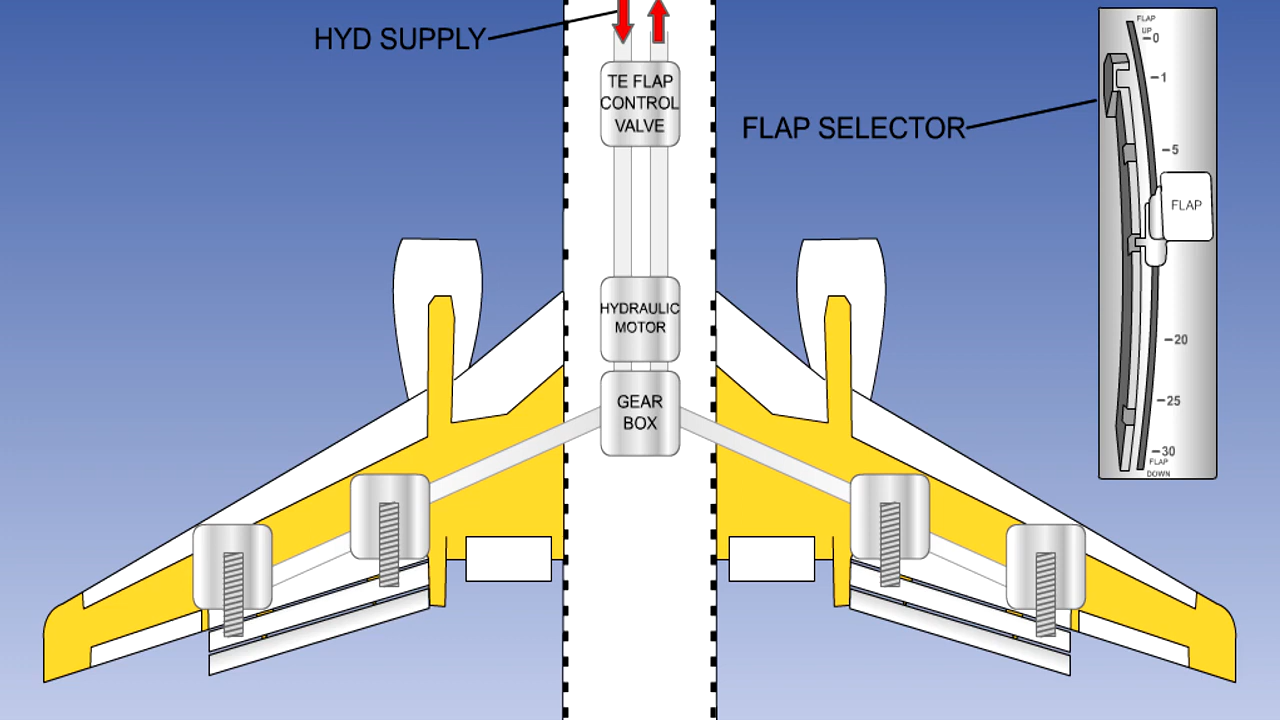 HYD SUPPLY
TE FLAP
CONTROL
VALVE
HYDRAULIC
MOTOR
GEAR
BOX
FLAP SELECTOR
FLAP
UP
-0
-1
-5
FLAP
-20
-25
-30
FLAP
DOWN